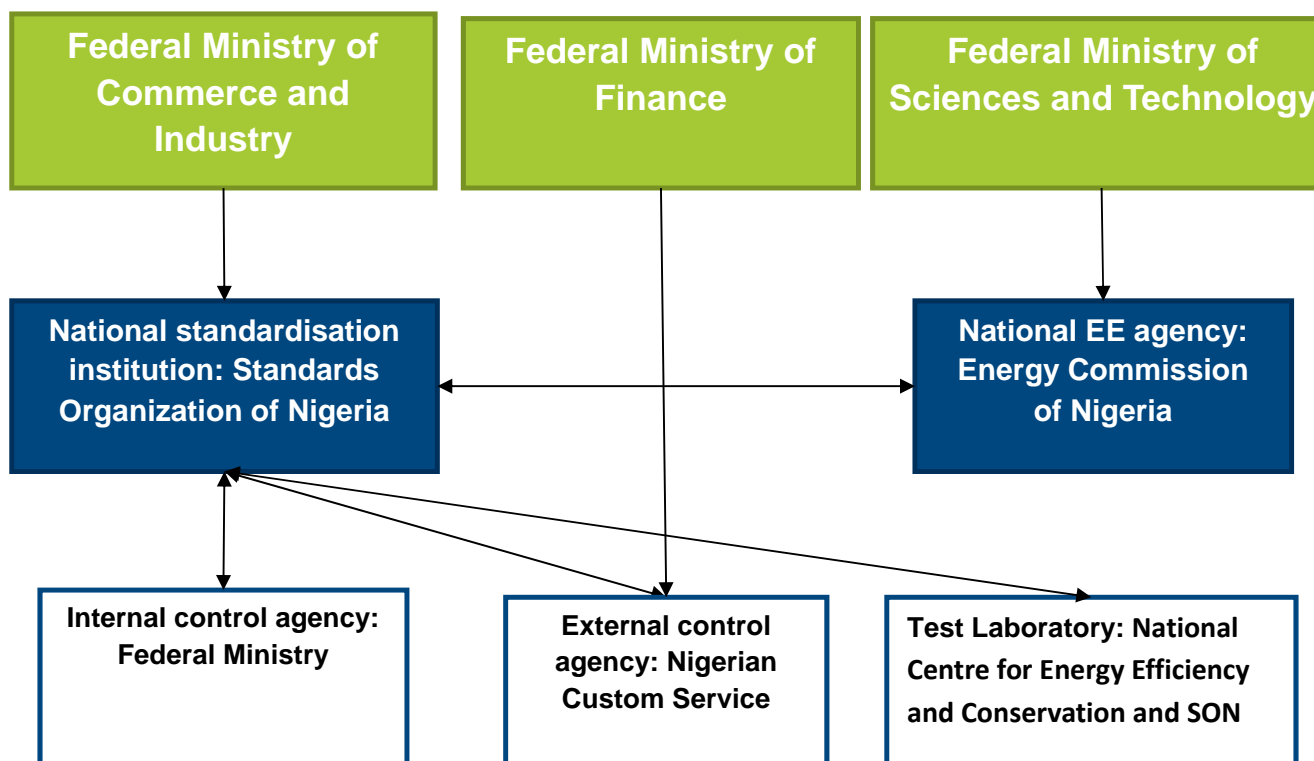 Federal Ministry of
Commerce and
Industry
Federal Ministry of
Finance
Federal Ministry of
Sciences and Technology
National standardisation
institution: Standards
Organization of Nigeria
National EE agency:
Energy Commission
of Nigeria
Internal control agency:
Federal Ministry
External control
agency: Nigerian
Custom Service
Test Laboratory: National
Centre for Energy Efficiency
and Conservation and SON